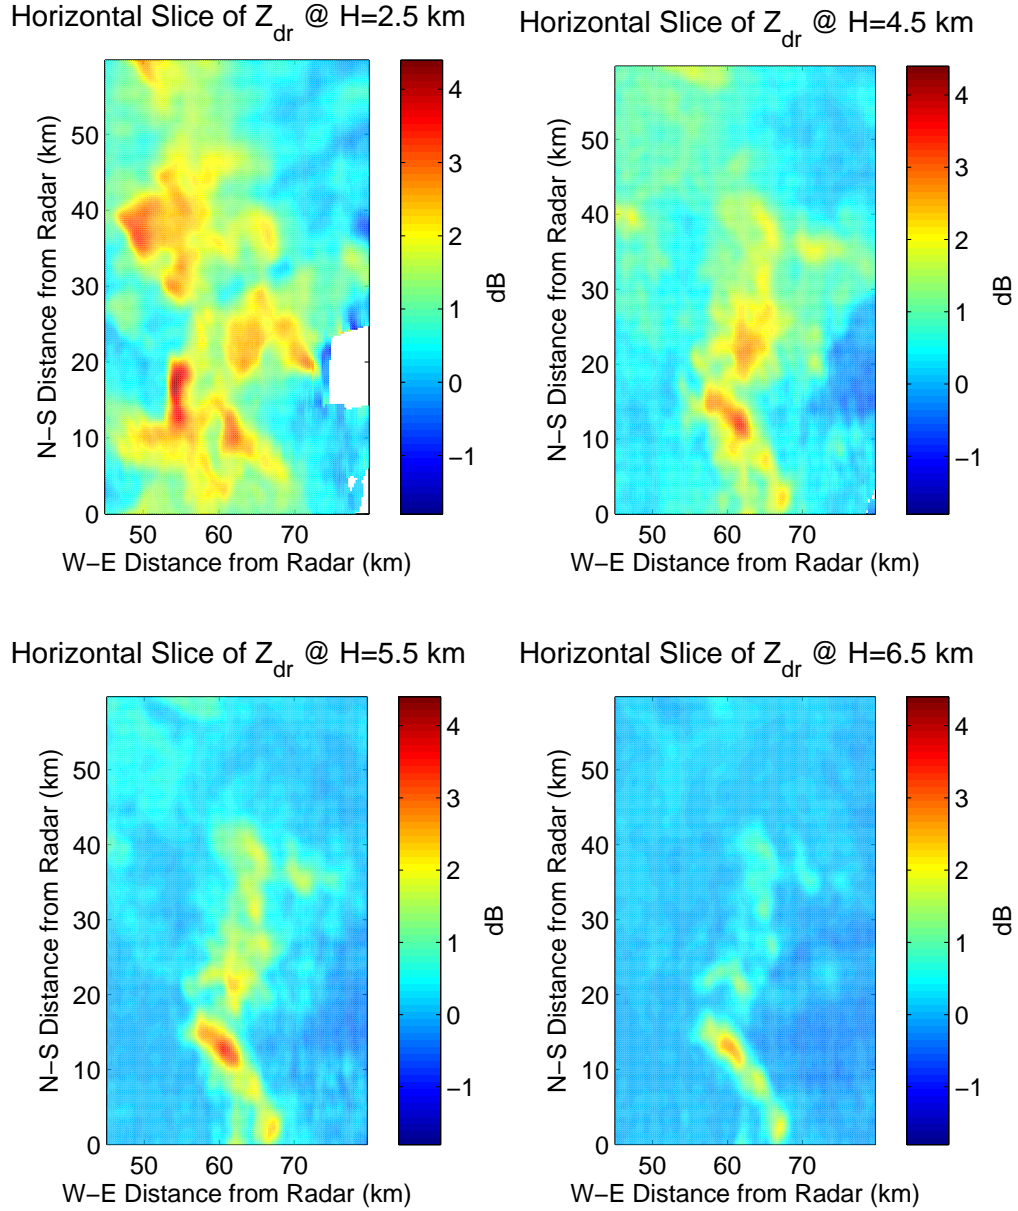 Horizontal Slice of Z_dr @ H=2.5 km
N−S Distance from Radar (km)
50
40
30
20
10
0
50 60 70
W−E Distance from Radar (km)
4
3
2
1
0
−1
dB
Horizontal Slice of Z_dr @ H=4.5 km
N−S Distance from Radar (km)
50
40
30
20
10
0
50 60 70
W−E Distance from Radar (km)
4
3
2
1
0
−1
dB
Horizontal Slice of Z_dr @ H=5.5 km
N−S Distance from Radar (km)
50
40
30
20
10
0
50 60 70
W−E Distance from Radar (km)
4
3
2
1
0
−1
dB
Horizontal Slice of Z_dr @ H=6.5 km
N−S Distance from Radar (km)
50
40
30
20
10
0
50 60 70
W−E Distance from Radar (km)
4
3
2
1
0
−1
dB